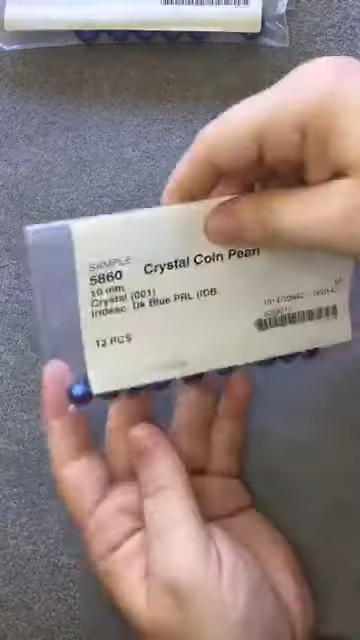 SAMPLE
5860 Crystal Coin Pearl
10 mm
Crystal (001)
Iridesc. Dk Blue PRL (IDB
12 PCS